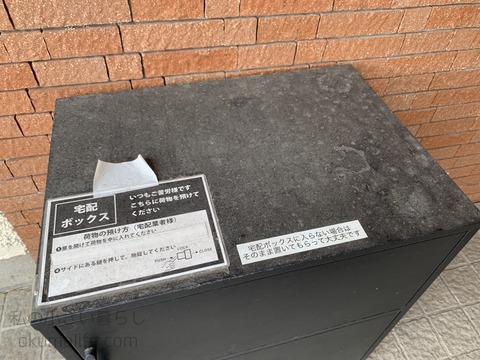 宅配
ボックス
いつもご苦労様です
こちらに荷物を預けて
ください
荷物の預け方（宅配業者様）
❶扉を開けて荷物を中に入れてください
❷サイドにある鍵を押して、施錠してください。
PUSH
LOCK
CLOSE
宅配ボックスに入らない場合は
そのまま置いてもらって大丈夫です